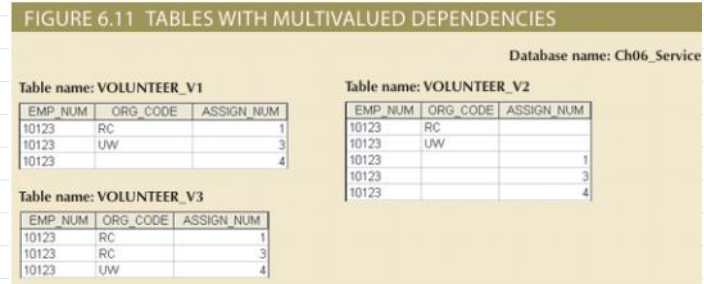 FIGURE 6.11 TABLES WITH MULTIVALUED DEPENDENCIES
Database name: Ch06_Service
Table name: VOLUNTEER_V1
EMP_NUM ORG_CODE ASSIGN_NUM
10123 RC 1
10123 UW 3
10123 4
Table name: VOLUNTEER_V2
EMP_NUM ORG_CODE ASSIGN_NUM
10123 RC
10123 UW
10123 1
10123 3
10123 4
Table name: VOLUNTEER_V3
EMP_NUM ORG_CODE ASSIGN_NUM
10123 RC 1
10123 RC 3
10123 UW 4